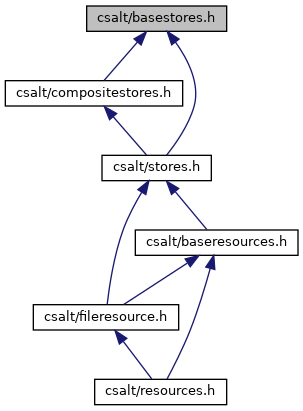 csalt/basestores.h
csalt/compositestores.h
csalt/stores.h
csalt/baseresources.h
csalt/fileresource.h
csalt/resources.h